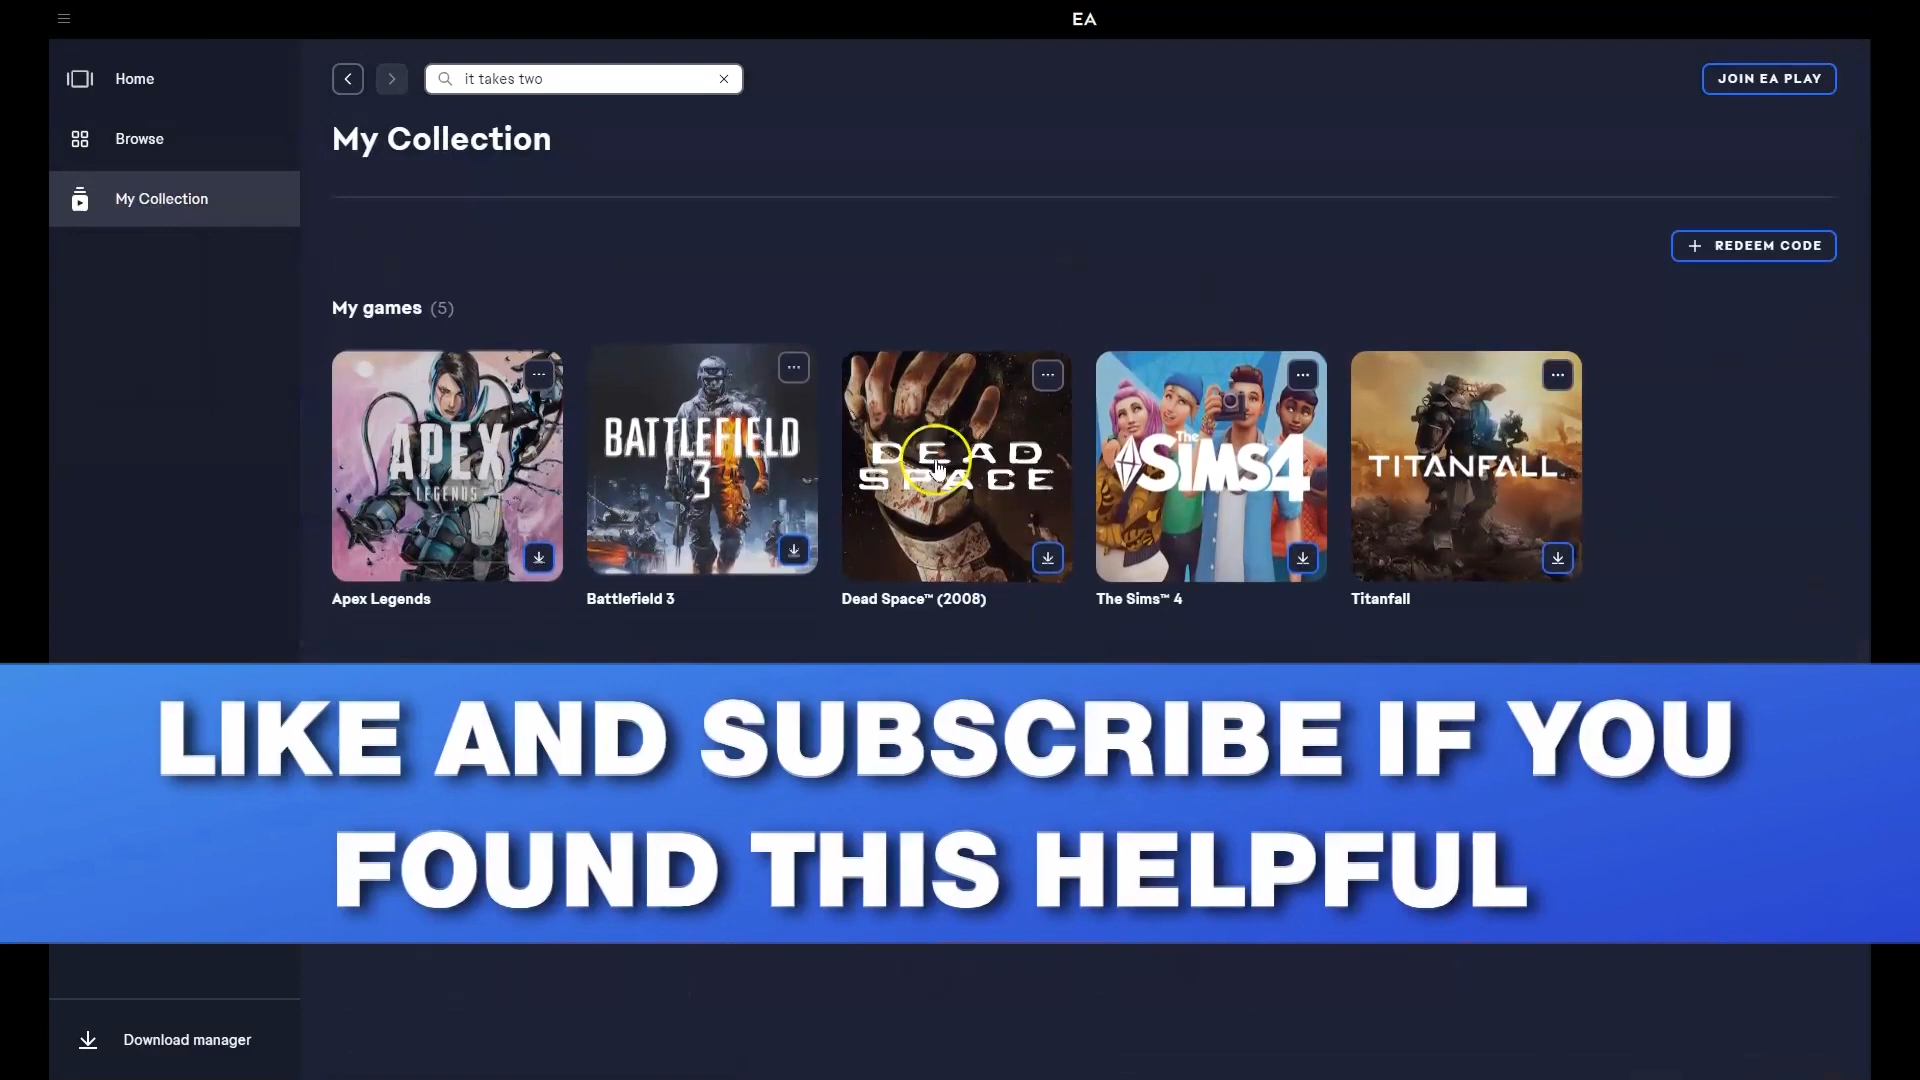 EA
Home
it takes two
JOIN EA PLAY
Browse
My Collection
My Collection
REDEEM CODE
My games (5)
APEX
LEGENDS
BATTLEFIELD
3
DEAD
SPACE
The
SIMS4
TITANFALL
Apex Legends
Battlefield 3
Dead Space™ (2008)
The Sims™ 4
Titanfall
LIKE AND SUBSCRIBE IF YOU
FOUND THIS HELPFUL
Download manager